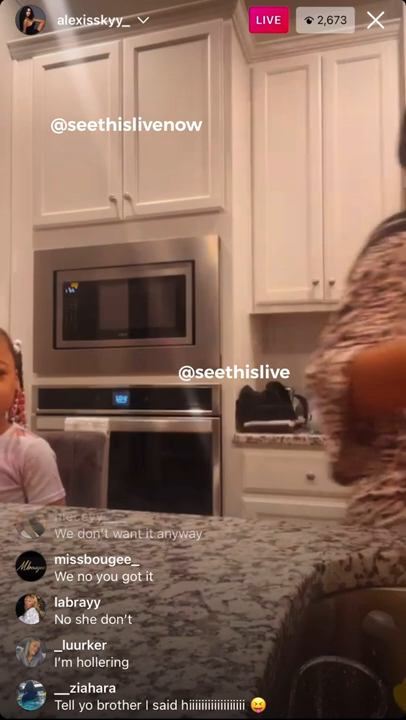 alexisskyy_
LIVE
2,673
@seethislivenow
@seethislive
We don't want it anyway
missbougee_
We no you got it
labrayy
No she don't
_luurker
I'm hollering
__ziahara
Tell yo brother I said hiiiiiiiiiiiiiiiiii 😝